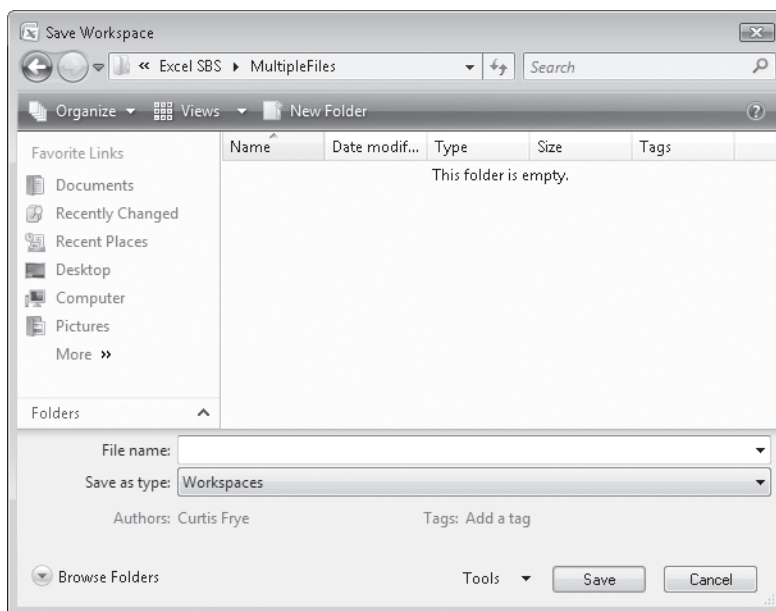 Save Workspace
« Excel SBS MultipleFiles Search
Organize Views New Folder
Favorite Links
Documents
Recently Changed
Recent Places
Desktop
Computer
Pictures
More »
Folders
Name Date modif... Type Size Tags
This folder is empty.
File name:
Save as type: Workspaces
Authors: Curtis Frye Tags: Add a tag
Browse Folders Tools Save Cancel